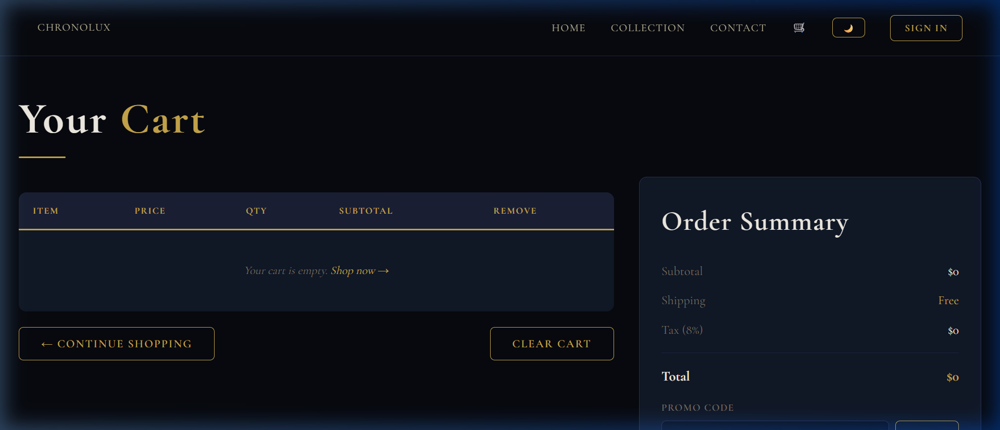 CHRONOLUX
HOME COLLECTION CONTACT SIGN IN
Your Cart
ITEM PRICE QTY SUBTOTAL REMOVE
Your cart is empty. Shop now →
← CONTINUE SHOPPING
CLEAR CART
Order Summary
Subtotal $0
Shipping Free
Tax (8%) $0
Total $0
PROMO CODE